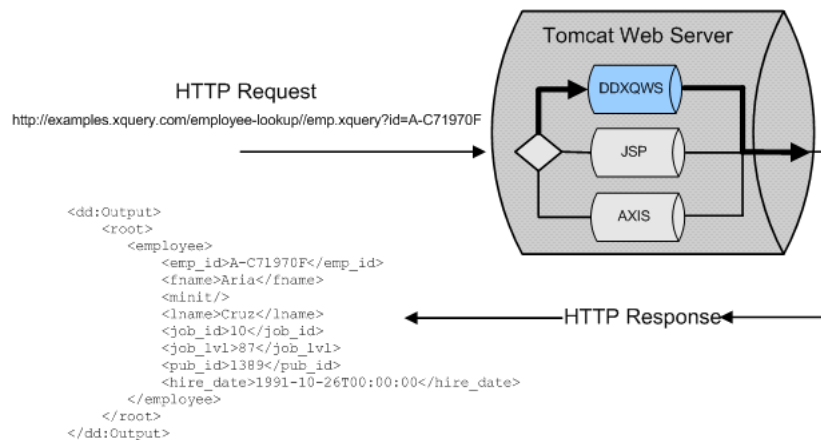 Tomcat Web Server
DDXQWS
HTTP Request
http://examples.xquery.com/employee-lookup//emp.xquery?id=A-C71970F
JSP
AXIS
<dd:Output>
<root>
<employee>
<emp_id>A-C71970F</emp_id>
<fname>Aria</fname>
<minit/>
<lname>Cruz</lname>
<job_id>10</job_id>
<job_lvl>87</job_lvl>
<pub_id>1389</pub_id>
<hire_date>1991-10-26T00:00:00</hire_date>
</employee>
</root>
</dd:Output>
HTTP Response